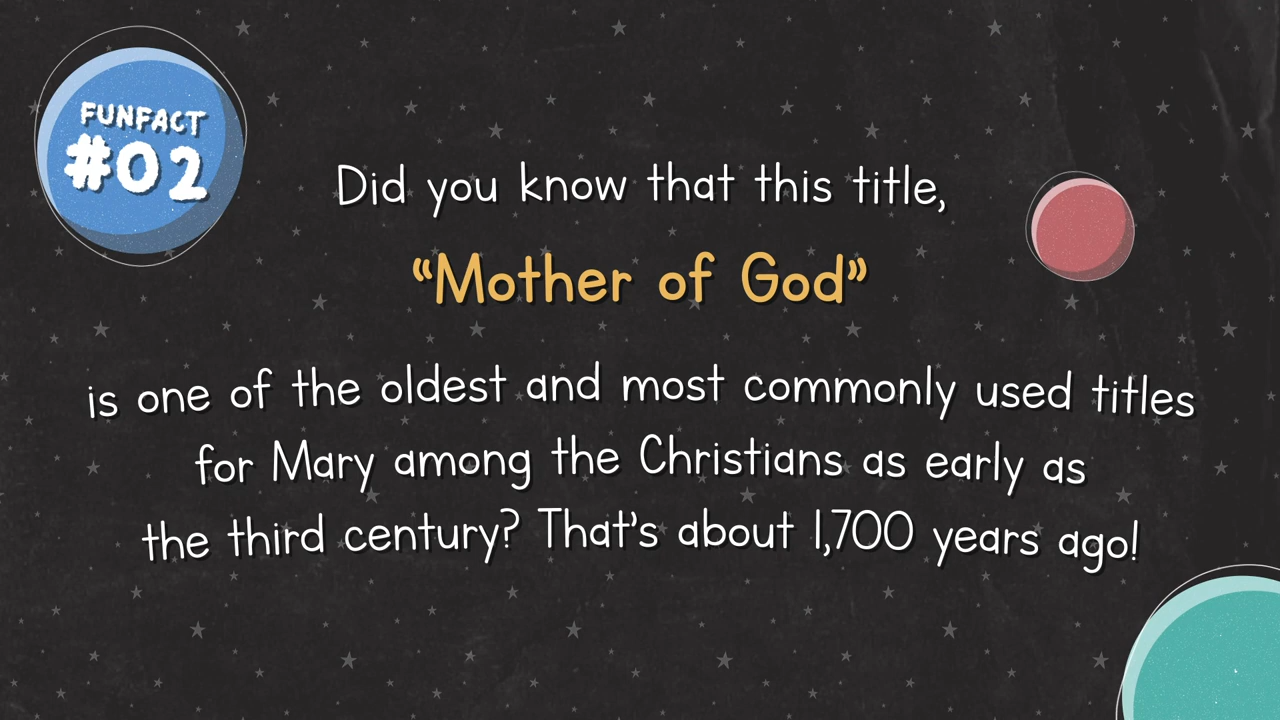 FUNFACT
#02
Did you know that this title,
“Mother of God”
is one of the oldest and most commonly used titles
for Mary among the Christians as early as
the third century? That’s about 1,700 years ago!